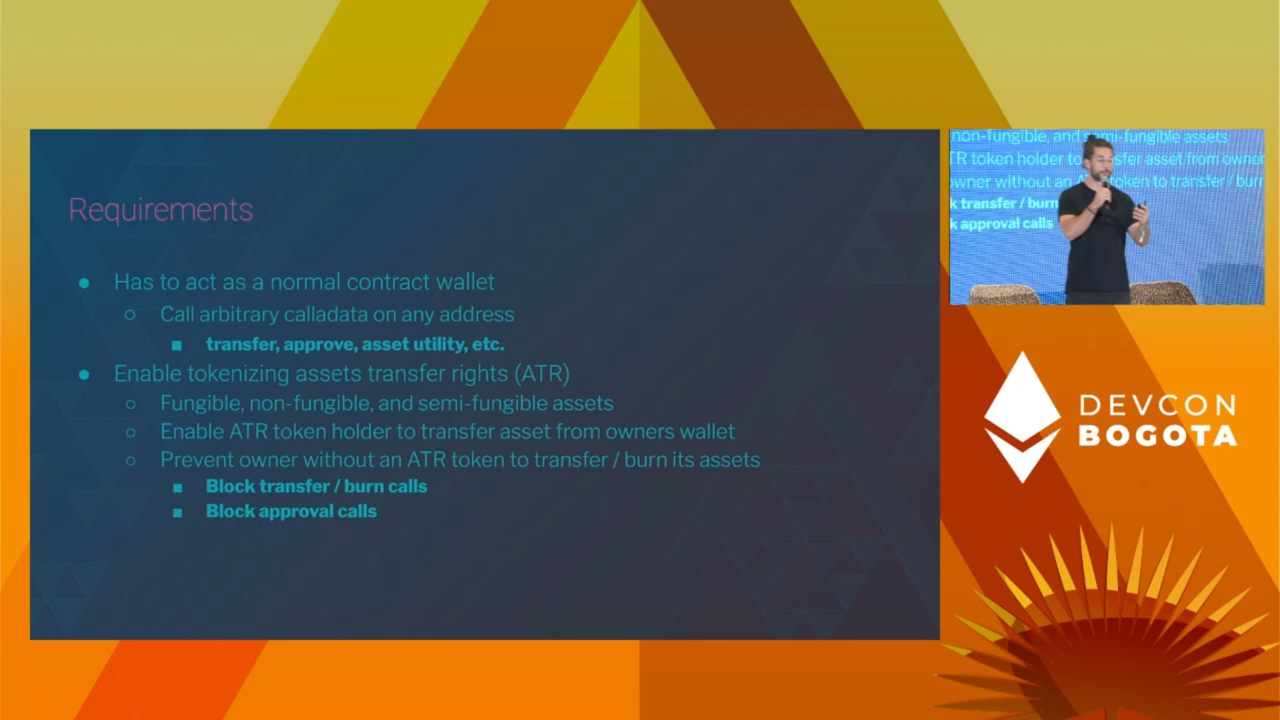 Requirements
● Has to act as a normal contract wallet
○ Call arbitrary calladata on any address
■ transfer, approve, asset utility, etc.
● Enable tokenizing assets transfer rights (ATR)
○ Fungible, non-fungible, and semi-fungible assets
○ Enable ATR token holder to transfer asset from owners wallet
○ Prevent owner without an ATR token to transfer / burn its assets
■ Block transfer / burn calls
■ Block approval calls
non-fungible, and semi-fungible assets
TR token holder to sfer asset from owner
wner without an A token to transfer / burn
k transfer / burn
k approval calls
DEVCON
BOGOTA